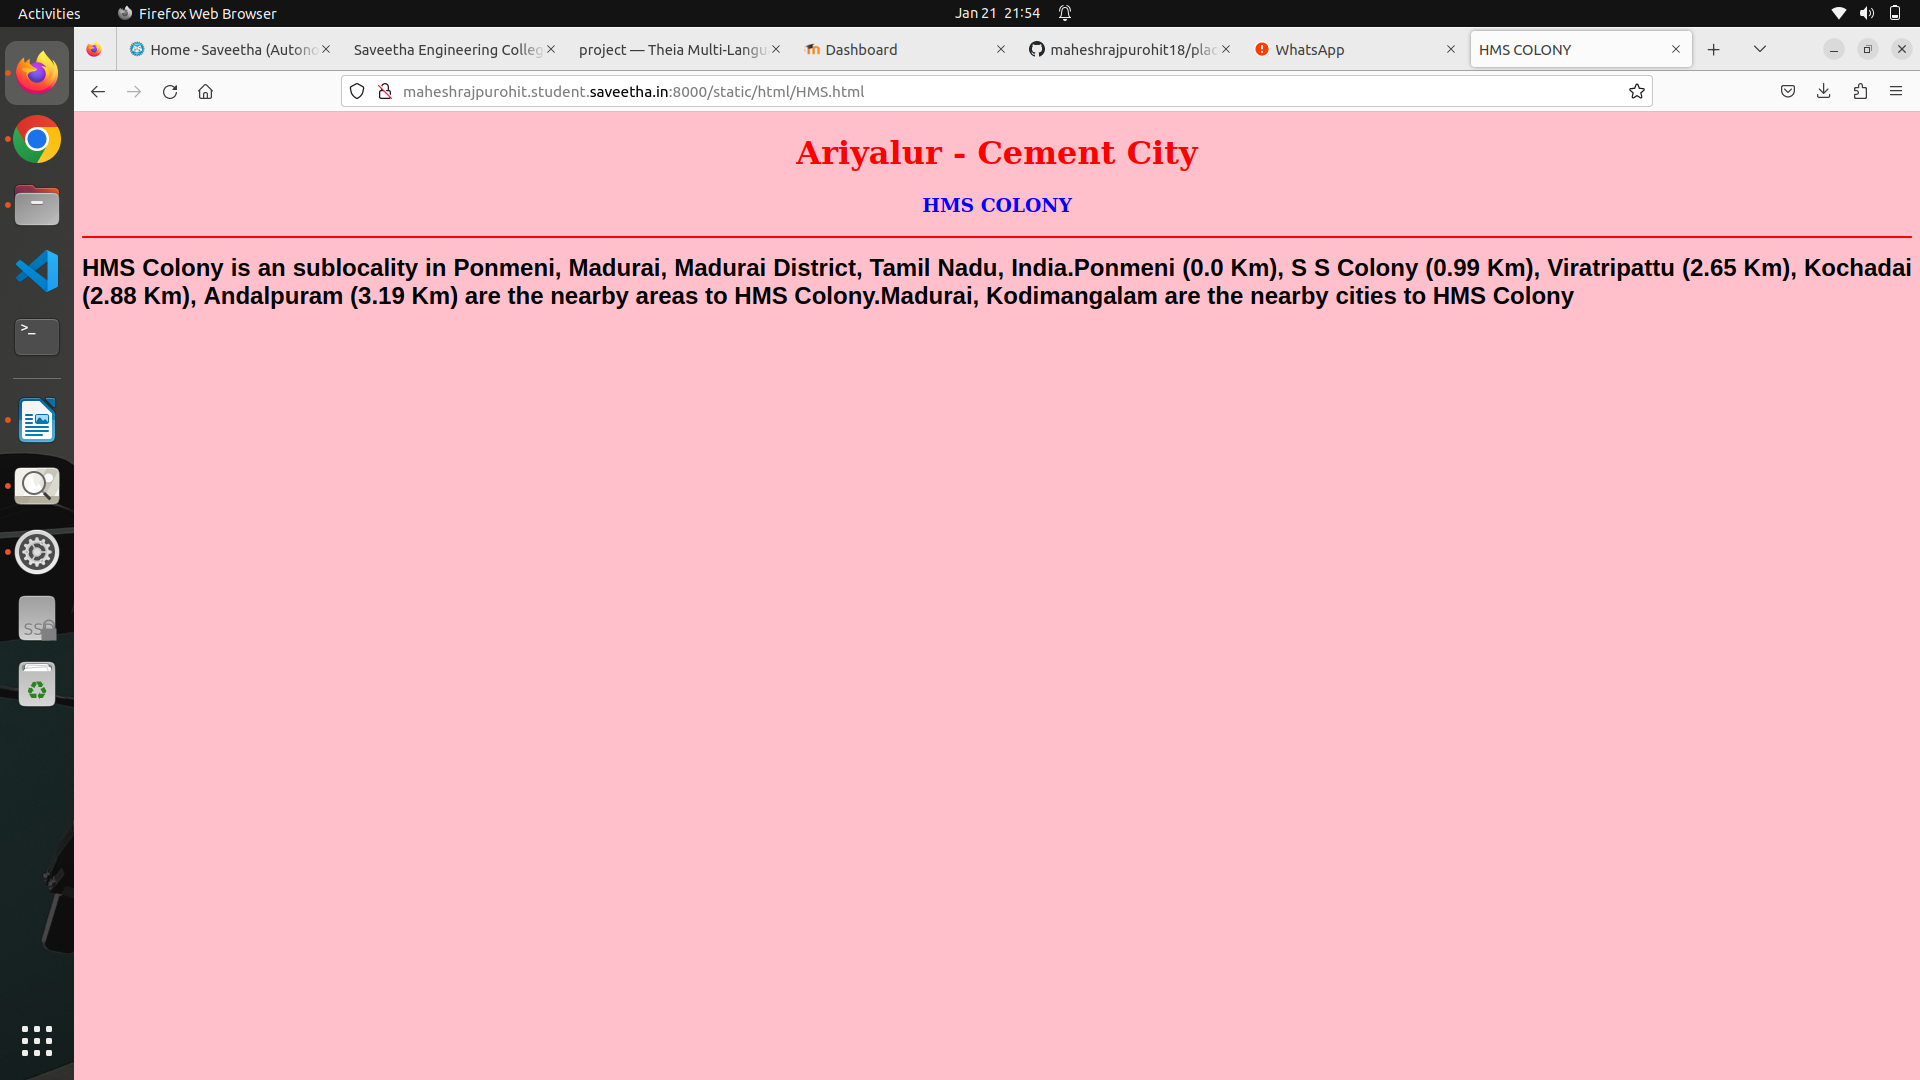 Activities Firefox Web Browser Jan 21 21:54
Home - Saveetha (Autono Saveetha Engineering Colleg project — Theia Multi-Langu Dashboard maheshrajpurohit18/plac WhatsApp HMS COLONY
maheshrajpurohit.student.saveetha.in:8000/static/html/HMS.html
Ariyalur - Cement City
HMS COLONY
HMS Colony is an sublocality in Ponmeni, Madurai, Madurai District, Tamil Nadu, India.Ponmeni (0.0 Km), S S Colony (0.99 Km), Viratripattu (2.65 Km), Kochadai
(2.88 Km), Andalpuram (3.19 Km) are the nearby areas to HMS Colony.Madurai, Kodimangalam are the nearby cities to HMS Colony
>_